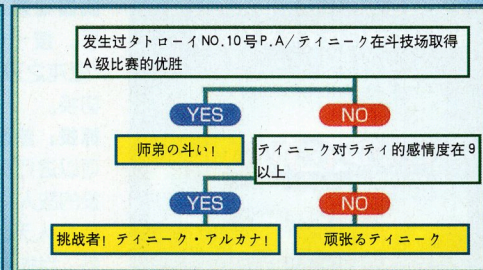 发生过タトローイNO.10号P.A/ティニーク在斗技场取得
A级比赛的优胜
YES
NO
师弟の斗い!
ティニーク对ラティ的感情度在9
以上
YES
NO
挑战者! ティニーク・アルカナ!
顽张るティニーク